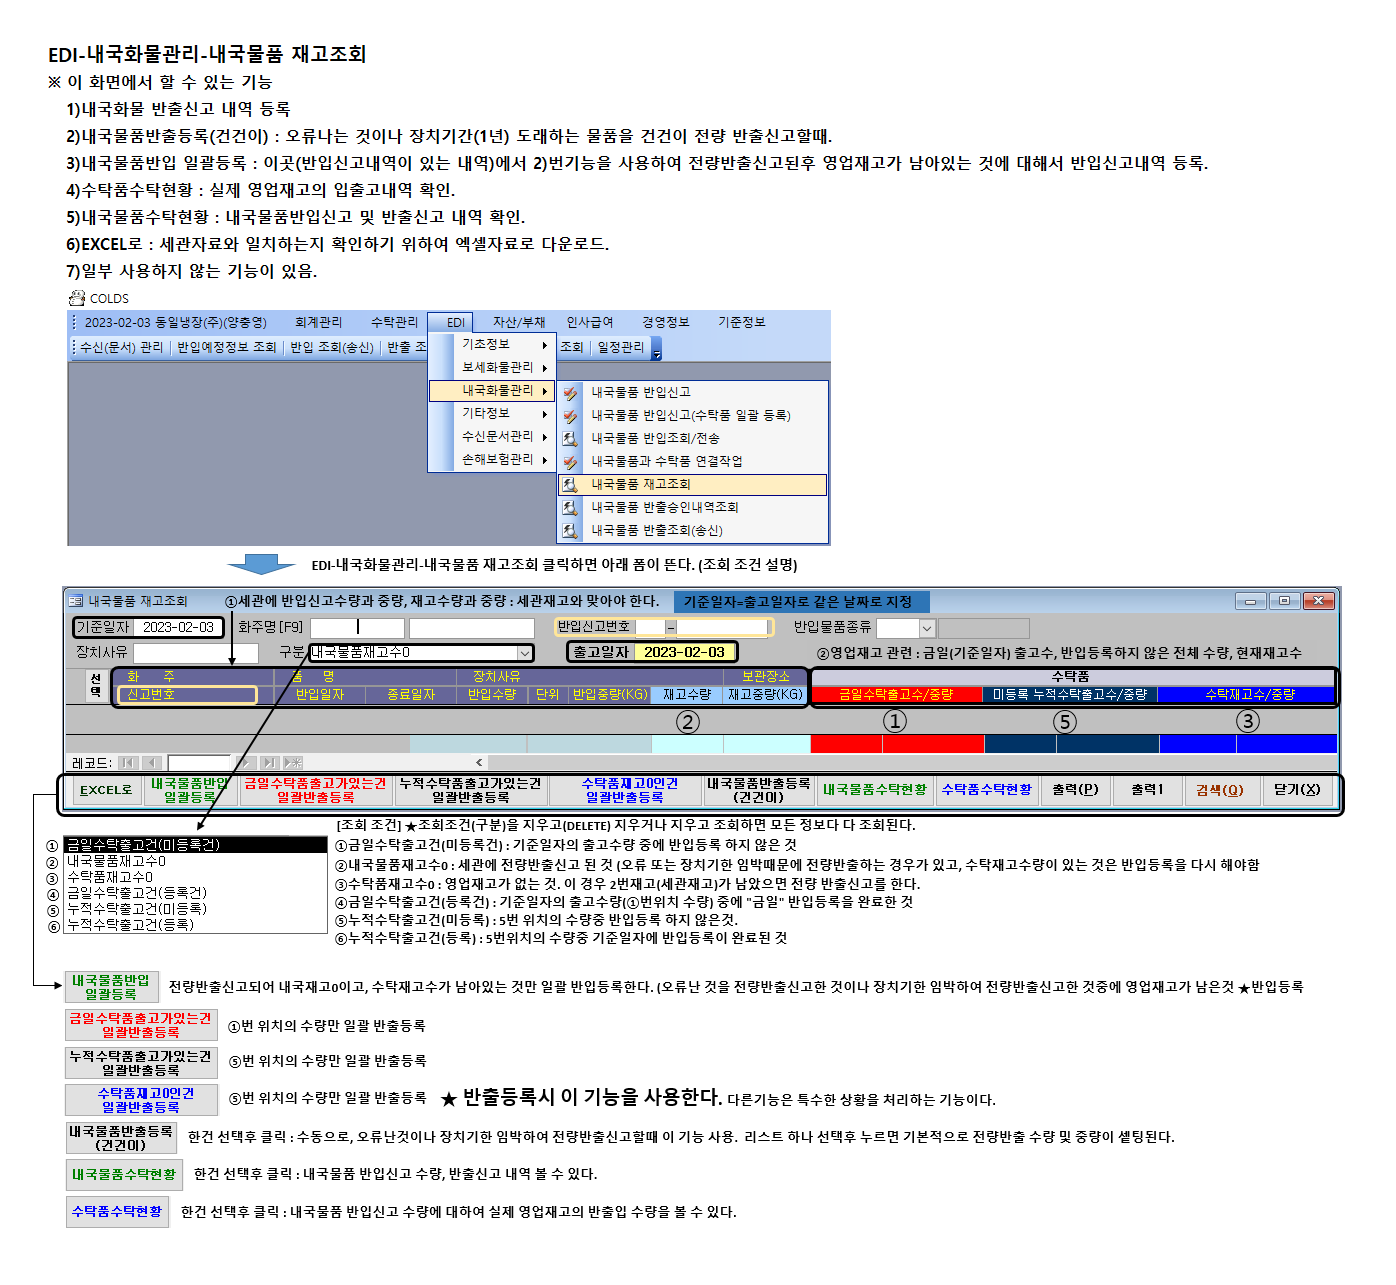 EDI-내국화물관리-내국물품 재고조회
※ 이 화면에서 할 수 있는 기능
1)내국화물 반출신고 내역 등록
2)내국물품반출등록(건건이) : 오류나는 것이나 장치기간(1년) 도래하는 물품을 건건이 전량 반출신고할때.
3)내국물품반입 일괄등록 : 이곳(반입신고내역이 있는 내역)에서 2)번기능을 사용하여 전량반출신고된후 영업재고가 남아있는 것에 대해서 반입신고내역 등록.
4)수탁품수탁현황 : 실제 영업재고의 입출고내역 확인.
5)내국물품수탁현황 : 내국물품반입신고 및 반출신고 내역 확인.
6)EXCEL로 : 세관자료와 일치하는지 확인하기 위하여 엑셀자료로 다운로드.
7)일부 사용하지 않는 기능이 있음.
COLDS
2023-02-03 동일냉장(주)(양충영) 회계관리 수탁관리 EDI 자산/부채 인사급여 경영정보 기준정보
수신(문서) 관리 반입예정정보 조회 반입 조회(송신) 반출 조 조회 일정관리
기초정보
보세화물관리
내국화물관리
기타정보
수신문서관리
손해보험관리
내국물품 반입신고
내국물품 반입신고(수탁품 일괄 등록)
내국물품 반입조회/전송
내국물품과 수탁품 연결작업
내국물품 재고조회
내국물품 반출승인내역조회
내국물품 반출조회(송신)
EDI-내국화물관리-내국물품 재고조회 클릭하면 아래 폼이 뜬다. (조회 조건 설명)
내국물품 재고조회 ①세관에 반입신고수량과 중량, 재고수량과 중량 : 세관재고와 맞아야 한다. 기준일자=출고일자로 같은 날짜로 지정
기준일자 2023-02-03 화주명[F9] 반입신고번호 – 반입물품종류
장치사유 구분 내국물품재고수0 출고일자 2023-02-03 ②영업재고 관련 : 금일(기준일자) 출고수, 반입등록하지 않은 전체 수량, 현재재고수
선택 화 주 품 명 장치사유 보관장소 수탁품
신고번호 반입일자 종료일자 반입수량 단위 반입중량(KG) 재고수량 재고중량(KG) 금일수탁출고수/중량 미등록 누적수탁출고수/중량 수탁재고수/중량
② ① ⑤ ③
레코드:
EXCEL로 내국물품반입 일괄등록 금일수탁품출고가있는건 일괄반출등록 누적수탁품출고가있는건 일괄반출등록 수탁품재고0인건 일괄반출등록 내국물품반출등록 (건건이) 내국물품수탁현황 수탁품수탁현황 출력(P) 출력1 검색(Q) 닫기(X)
[조회 조건] ★조회조건(구분)을 지우고(DELETE) 지우거나 지우고 조회하면 모든 정보다 다 조회된다.
① 금일수탁출고건(미등록건)
② 내국물품재고수0
③ 수탁품재고수0
④ 금일수탁출고건(등록건)
⑤ 누적수탁출고건(미등록)
⑥ 누적수탁출고건(등록)
①금일수탁출고건(미등록건) : 기준일자의 출고수량 중에 반입등록 하지 않은 것
②내국물품재고수0 : 세관에 전량반출신고 된 것 (오류 또는 장치기한 임박때문에 전량반출하는 경우가 있고, 수탁재고수량이 있는 것은 반입등록을 다시 해야함
③수탁품재고수0 : 영업재고가 없는 것. 이 경우 2번재고(세관재고)가 남았으면 전량 반출신고를 한다.
④금일수탁출고건(등록건) : 기준일자의 출고수량(①번위치 수량) 중에 "금일" 반입등록을 완료한 것
⑤누적수탁출고건(미등록) : 5번 위치의 수량중 반입등록 하지않은것.
⑥누적수탁출고건(등록) : 5번위치의 수량중 기준일자에 반입등록이 완료된 것
내국물품반입 일괄등록 전량반출신고되어 내국재고0이고, 수탁재고수가 남아있는 것만 일괄 반입등록한다. (오류난 것을 전량반출신고한 것이나 장치기한 임박하여 전량반출신고한 것중에 영업재고가 남은것 ★반입등록
금일수탁품출고가있는건 일괄반출등록 ①번 위치의 수량만 일괄 반출등록
누적수탁품출고가있는건 일괄반출등록 ⑤번 위치의 수량만 일괄 반출등록
수탁품재고0인건 일괄반출등록 ⑤번 위치의 수량만 일괄 반출등록 ★ 반출등록시 이 기능을 사용한다. 다른기능은 특수한 상황을 처리하는 기능이다.
내국물품반출등록 (건건이) 한건 선택후 클릭 : 수동으로, 오류난것이나 장치기한 임박하여 전량반출신고할때 이 기능 사용. 리스트 하나 선택후 누르면 기본적으로 전량반출 수량 및 중량이 셑팅된다.
내국물품수탁현황 한건 선택후 클릭 : 내국물품 반입신고 수량, 반출신고 내역 볼 수 있다.
수탁품수탁현황 한건 선택후 클릭 : 내국물품 반입신고 수량에 대하여 실제 영업재고의 반출입 수량을 볼 수 있다.